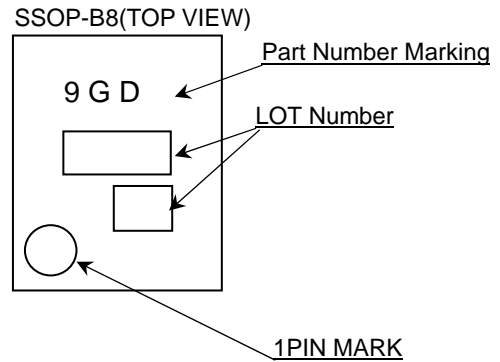 SSOP-B8(TOP VIEW)
Part Number Marking
9 G D
LOT Number
1PIN MARK